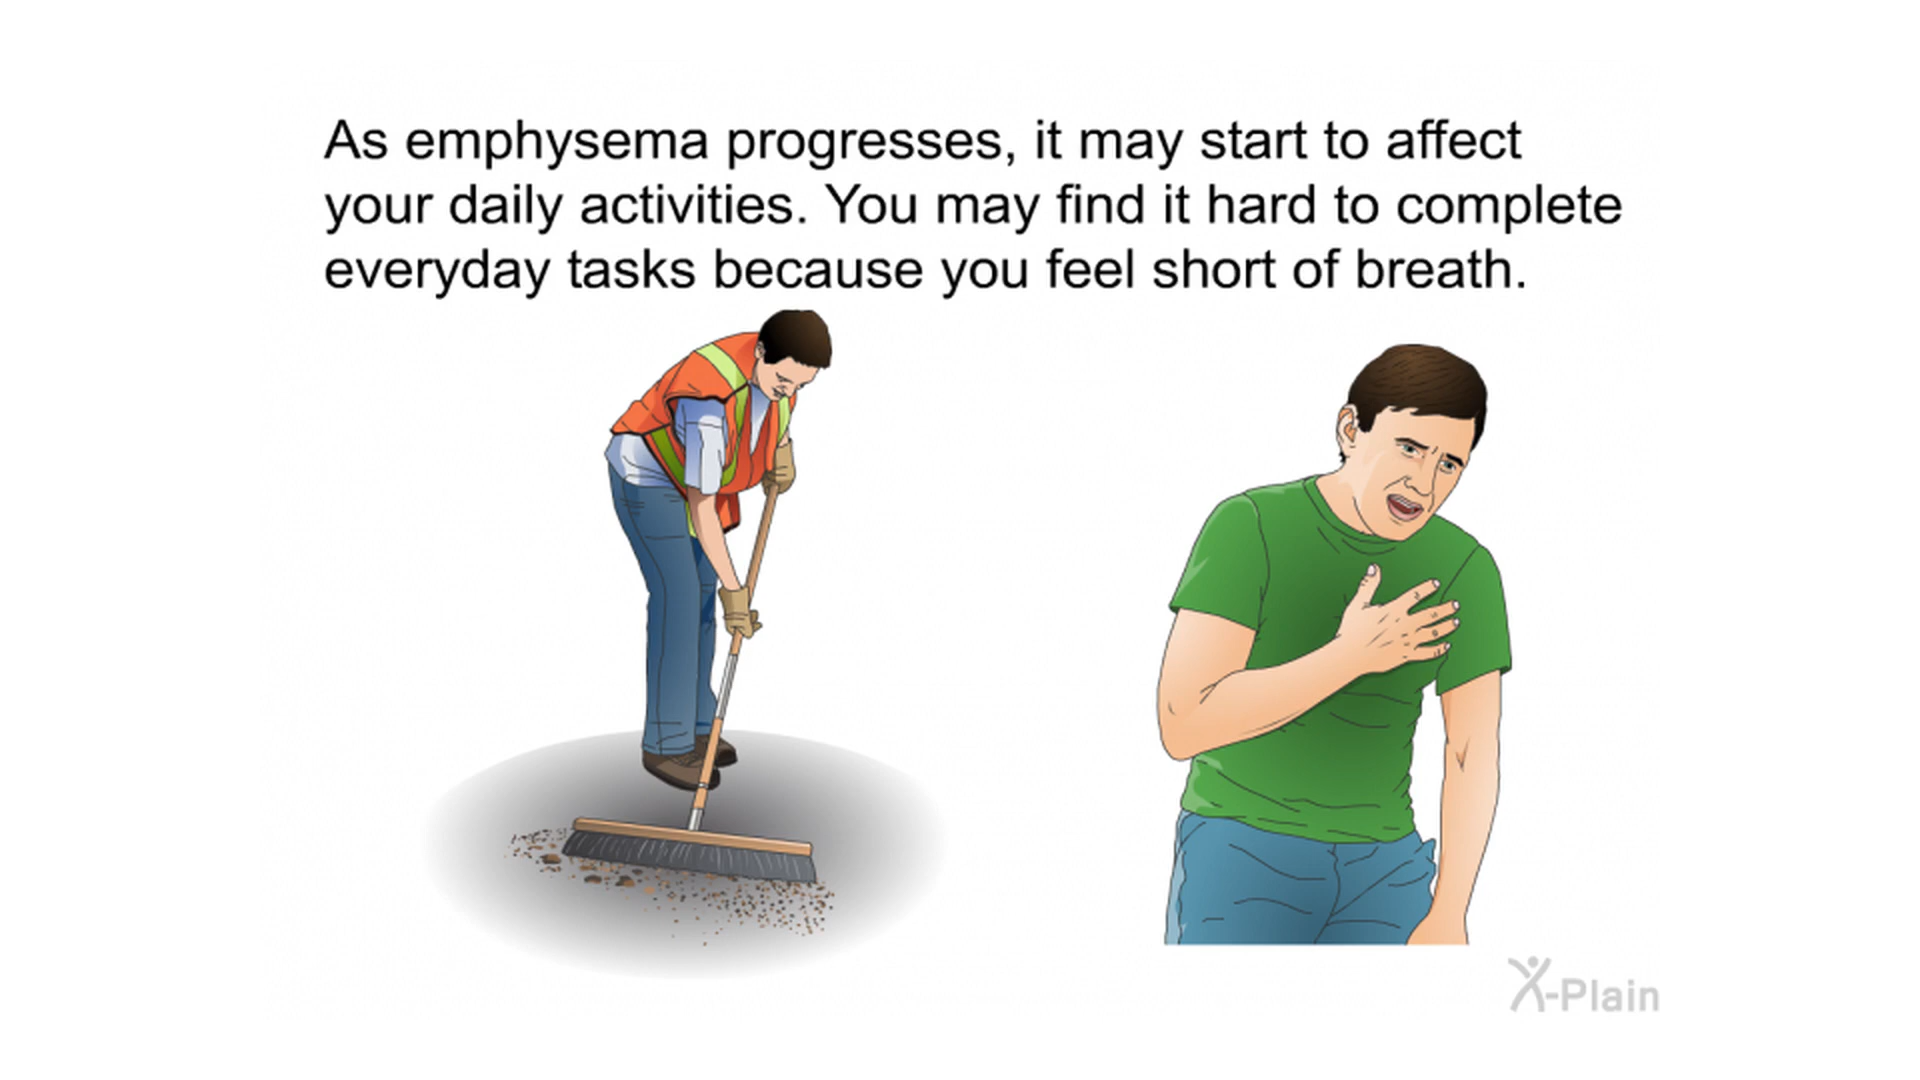 As emphysema progresses, it may start to affect
your daily activities. You may find it hard to complete
everyday tasks because you feel short of breath.
X-Plain